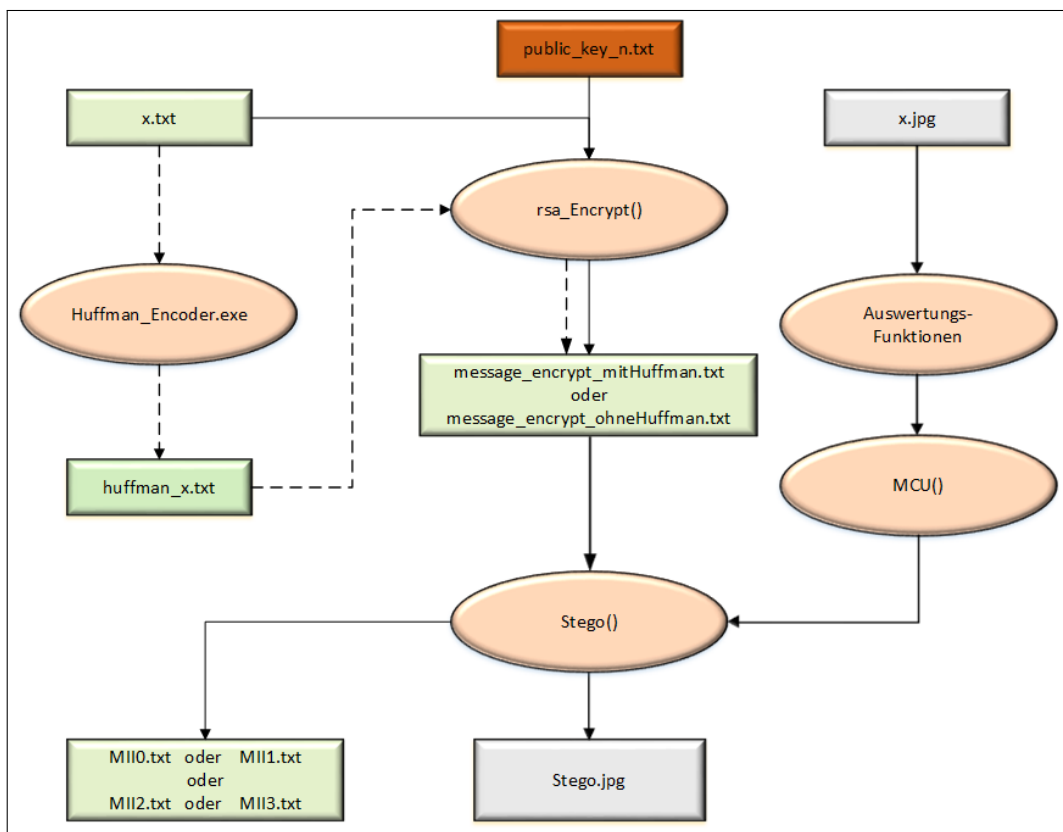 public_key_n.txt
x.txt
x.jpg
rsa_Encrypt()
Huffman_Encoder.exe
Auswertungs-
Funktionen
message_encrypt_mitHuffman.txt
oder
message_encrypt_ohneHuffman.txt
huffman_x.txt
MCU()
Stego()
MII0.txt oder MII1.txt
oder
MII2.txt oder MII3.txt
Stego.jpg